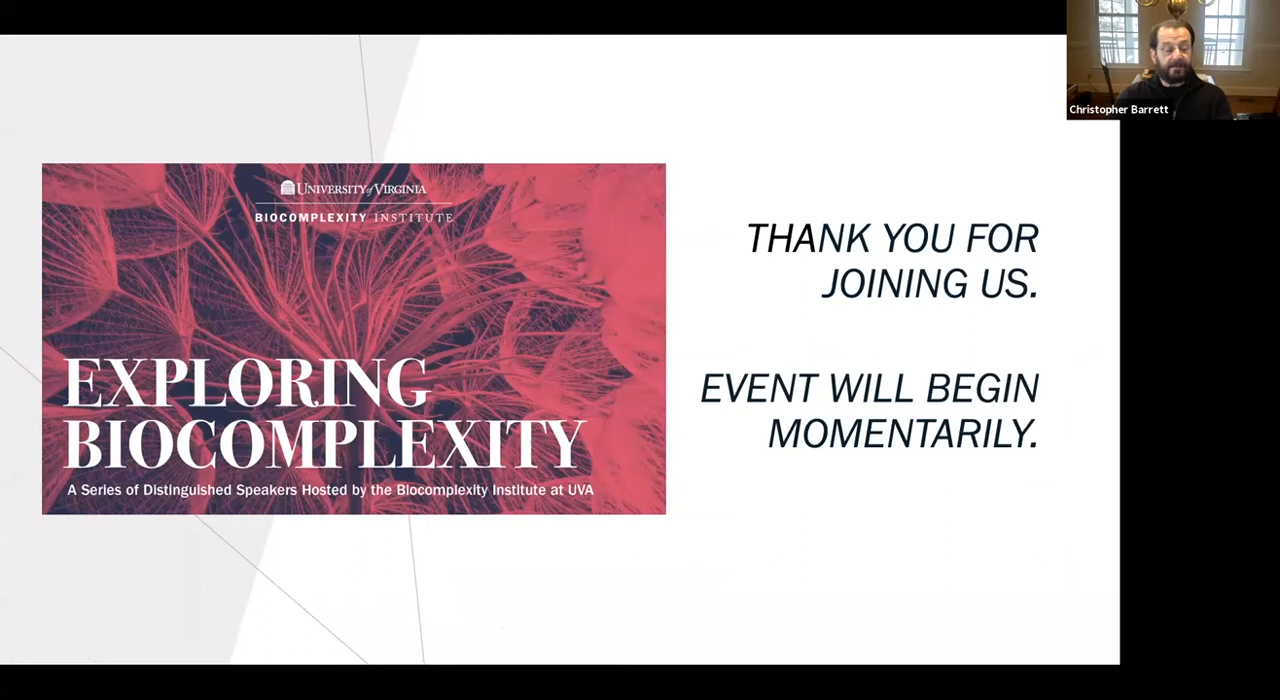 Christopher Barrett
UNIVERSITY of VIRGINIA
BIOCOMPLEXITY INSTITUTE
EXPLORING
BIOCOMPLEXITY
A Series of Distinguished Speakers Hosted by the Biocomplexity Institute at UVA
THANK YOU FOR
JOINING US.
EVENT WILL BEGIN
MOMENTARILY.